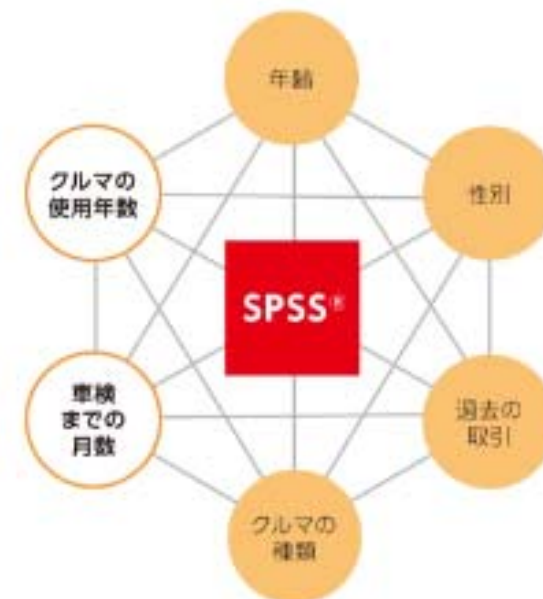 年齢
クルマの
使用年数
性別
SPSS®
車検
までの
月数
過去の
取引
クルマの
種類